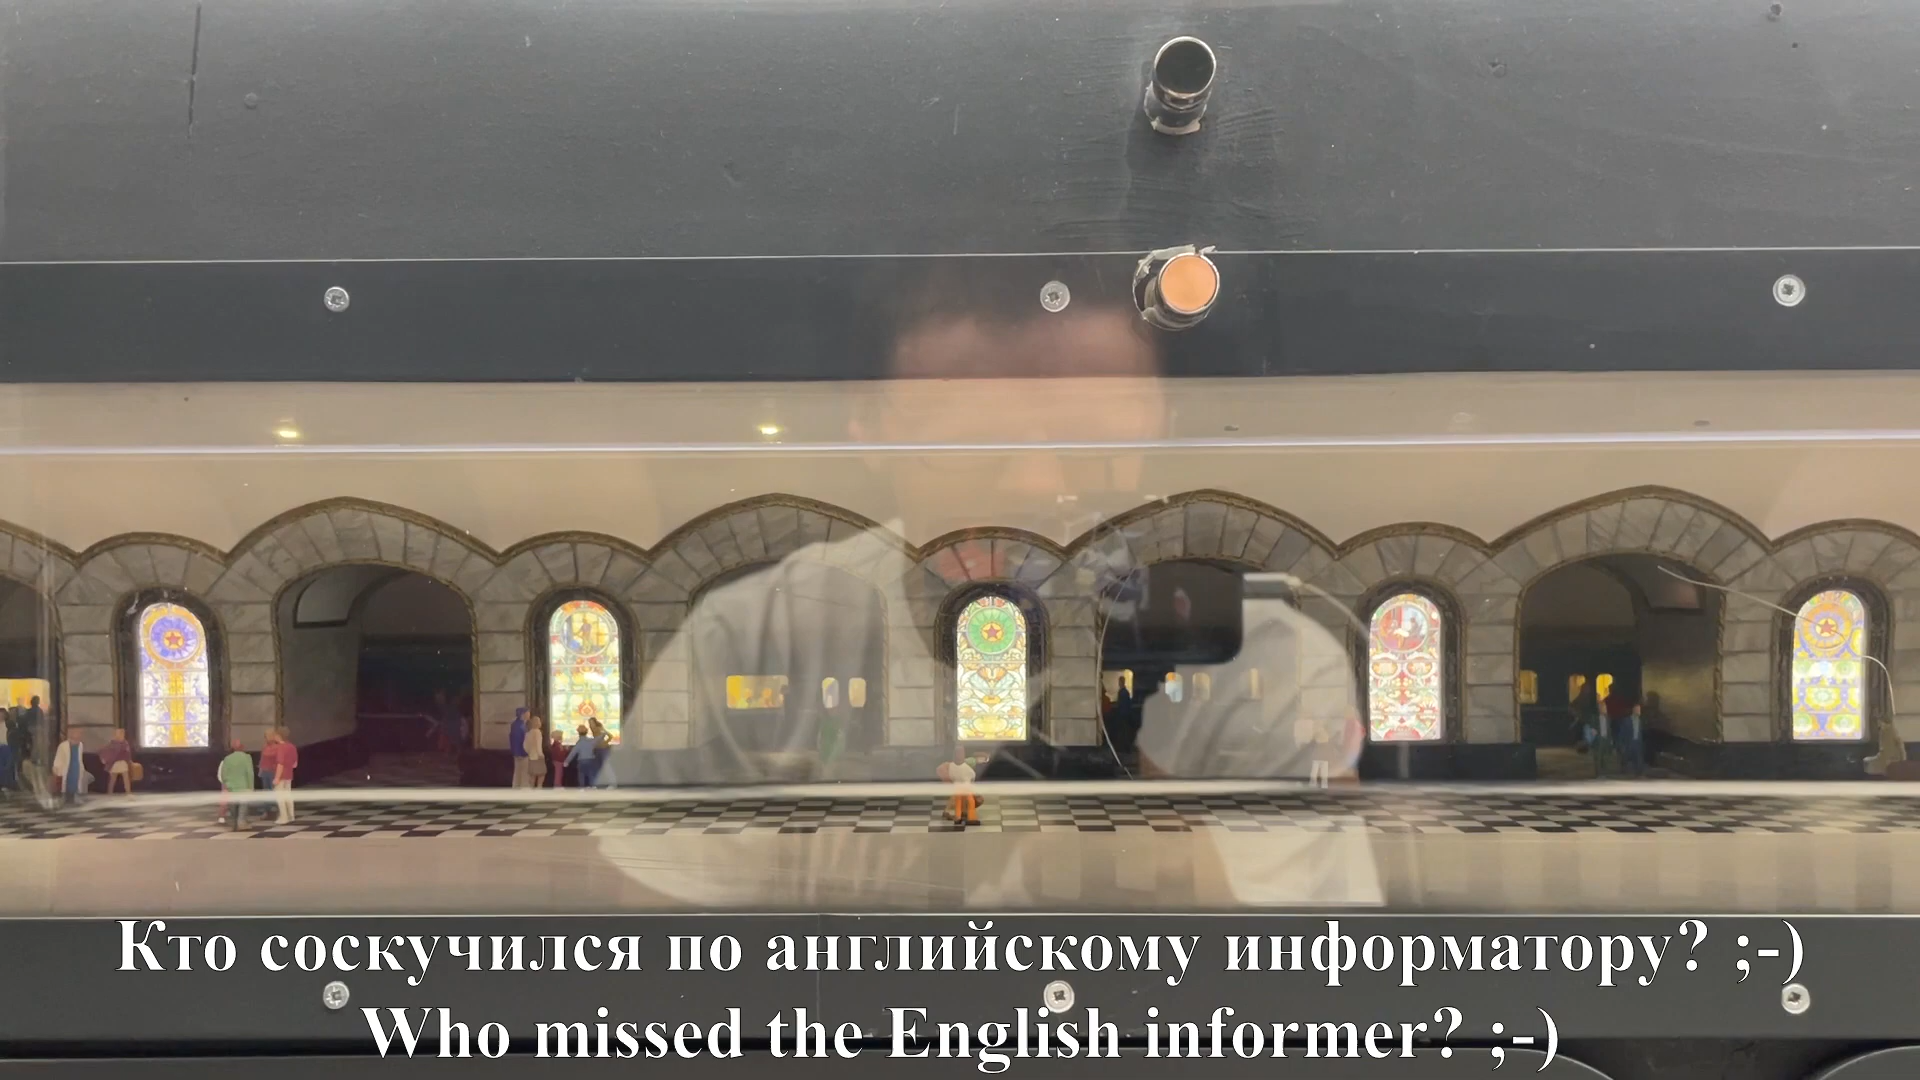 Кто соскучился по английскому информатору? ;-)
Who missed the English informer? ;-)